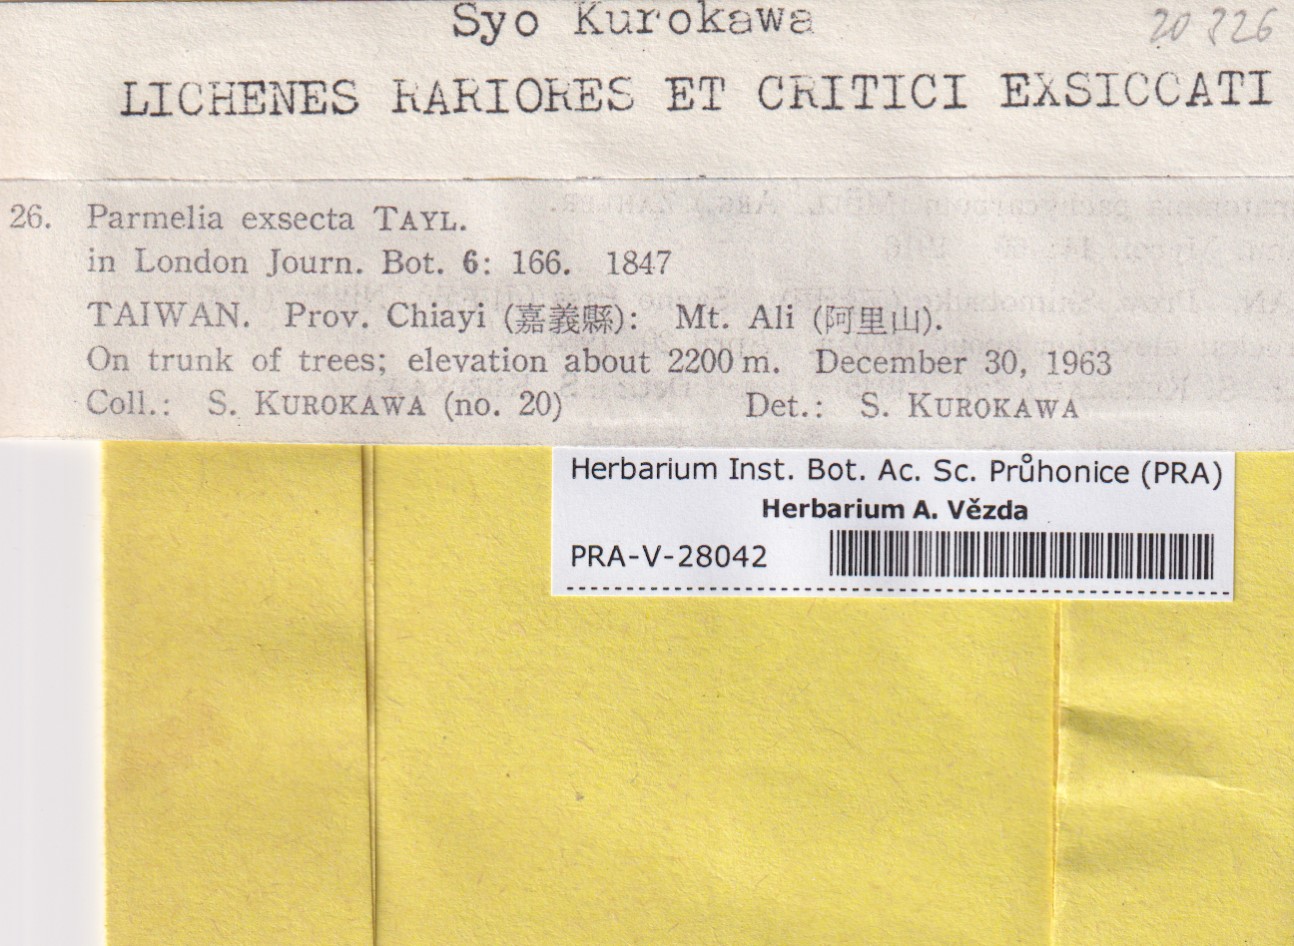 Syo Kurokawa
20 326
LICHENES RARIORES ET CRITICI EXSICCATI
26. Parmelia exsecta TAYL.
in London Journ. Bot. 6: 166. 1847
TAIWAN. Prov. Chiayi (嘉義縣): Mt. Ali (阿里山).
On trunk of trees; elevation about 2200 m. December 30, 1963
Coll.: S. KUROKAWA (no. 20) Det.: S. KUROKAWA
Herbarium Inst. Bot. Ac. Sc. Průhonice (PRA)
Herbarium A. Vězda
PRA-V-28042